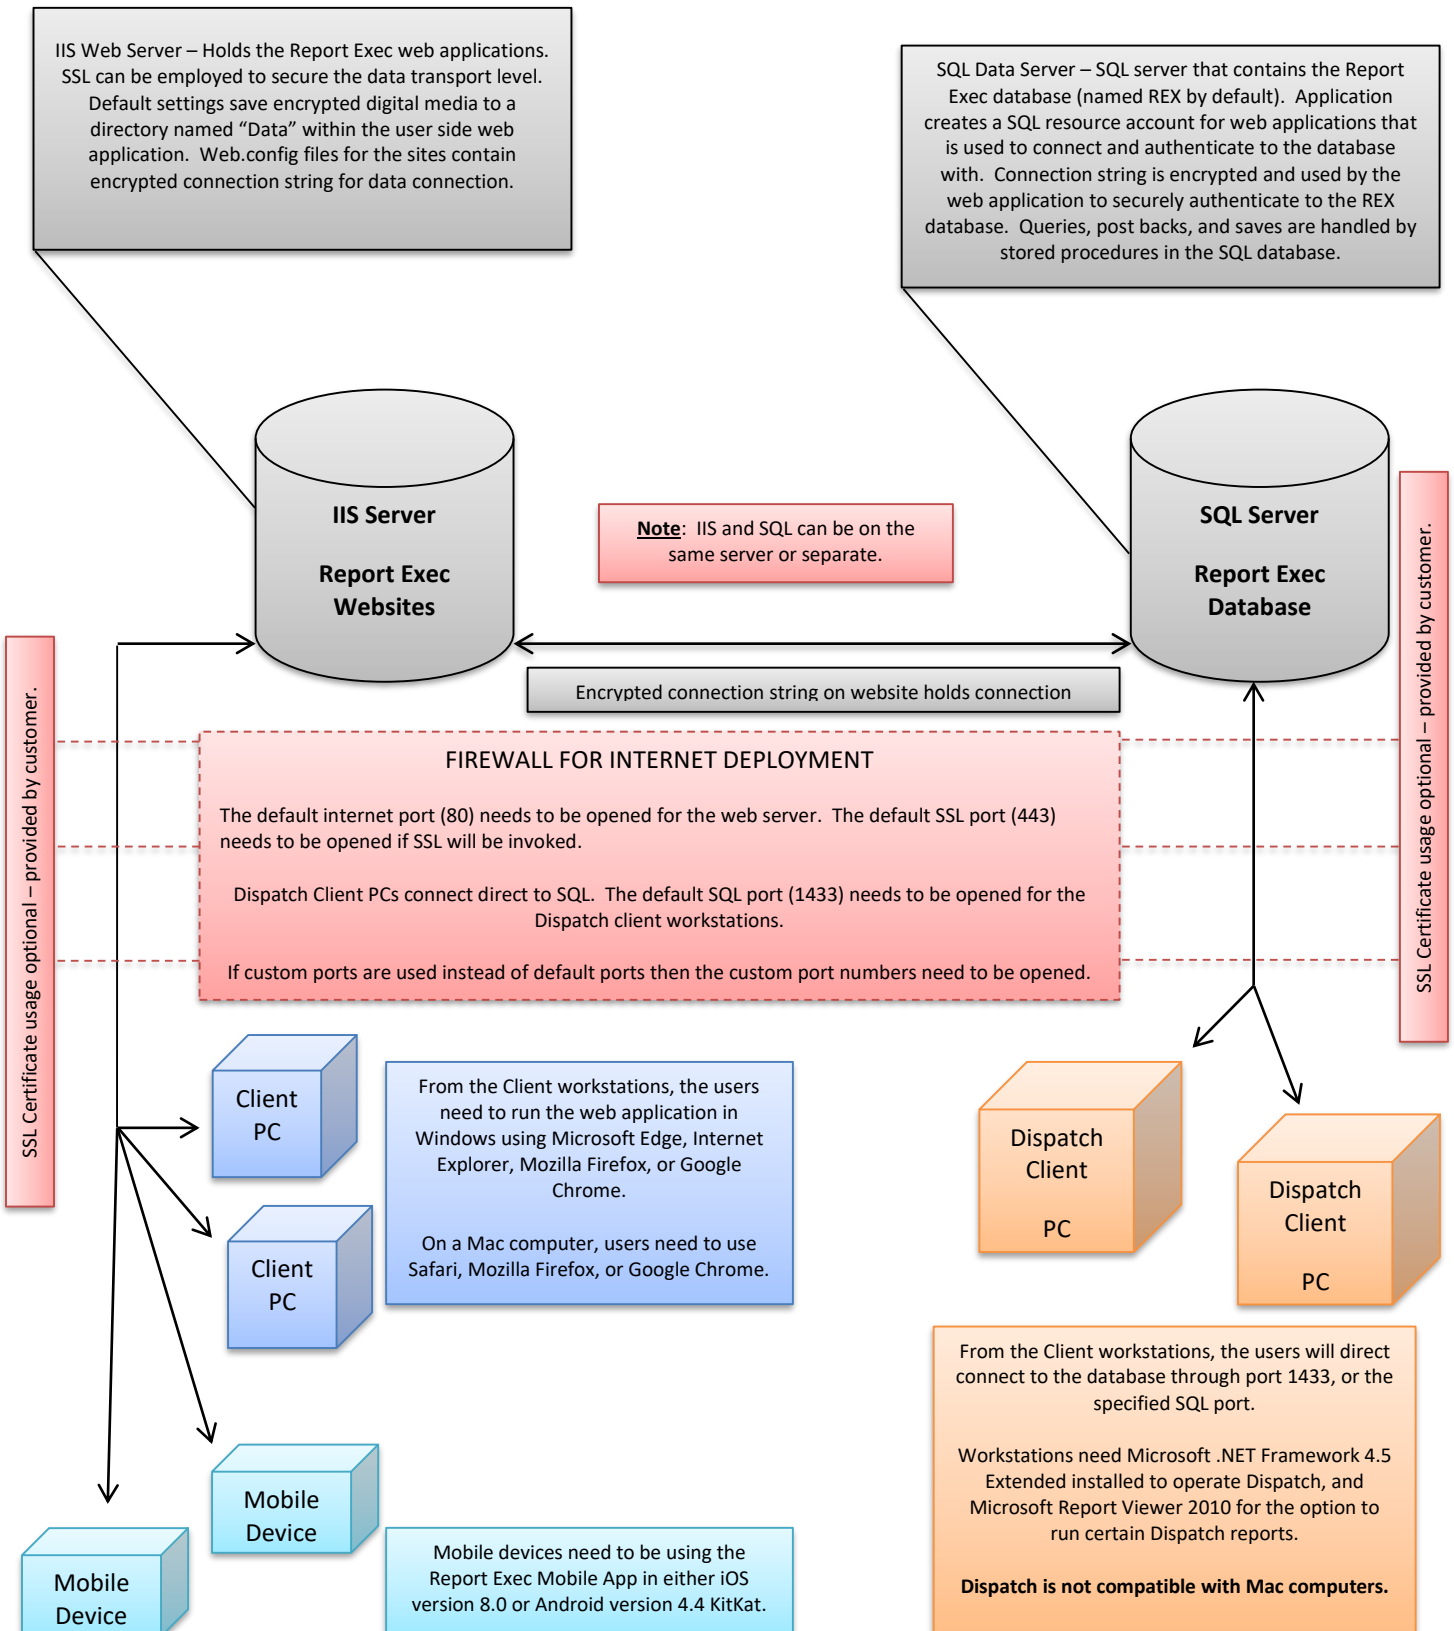 IIS Web Server – Holds the Report Exec web applications.
SSL can be employed to secure the data transport level.
Default settings save encrypted digital media to a
directory named “Data” within the user side web
application.  Web.config files for the sites contain
encrypted connection string for data connection.
SQL Data Server – SQL server that contains the Report
Exec database (named REX by default).  Application
creates a SQL resource account for web applications that
is used to connect and authenticate to the database
with.  Connection string is encrypted and used by the
web application to securely authenticate to the REX
database.  Queries, post backs, and saves are handled by
stored procedures in the SQL database.
IIS Server
Report Exec
Websites
Note:  IIS and SQL can be on the
same server or separate.
SQL Server
Report Exec
Database
Encrypted connection string on website holds connection
SSL Certificate usage optional – provided by customer.
SSL Certificate usage optional – provided by customer.
FIREWALL FOR INTERNET DEPLOYMENT
The default internet port (80) needs to be opened for the web server.  The default SSL port (443)
needs to be opened if SSL will be invoked.
Dispatch Client PCs connect direct to SQL.  The default SQL port (1433) needs to be opened for the
Dispatch client workstations.
If custom ports are used instead of default ports then the custom port numbers need to be opened.
Client
PC
Client
PC
From the Client workstations, the users
need to run the web application in
Windows using Microsoft Edge, Internet
Explorer, Mozilla Firefox, or Google
Chrome.
On a Mac computer, users need to use
Safari, Mozilla Firefox, or Google Chrome.
Dispatch
Client
PC
Dispatch
Client
PC
From the Client workstations, the users will direct
connect to the database through port 1433, or the
specified SQL port.
Workstations need Microsoft .NET Framework 4.5
Extended installed to operate Dispatch, and
Microsoft Report Viewer 2010 for the option to
run certain Dispatch reports.
Dispatch is not compatible with Mac computers.
Mobile
Device
Mobile
Device
Mobile devices need to be using the
Report Exec Mobile App in either iOS
version 8.0 or Android version 4.4 KitKat.